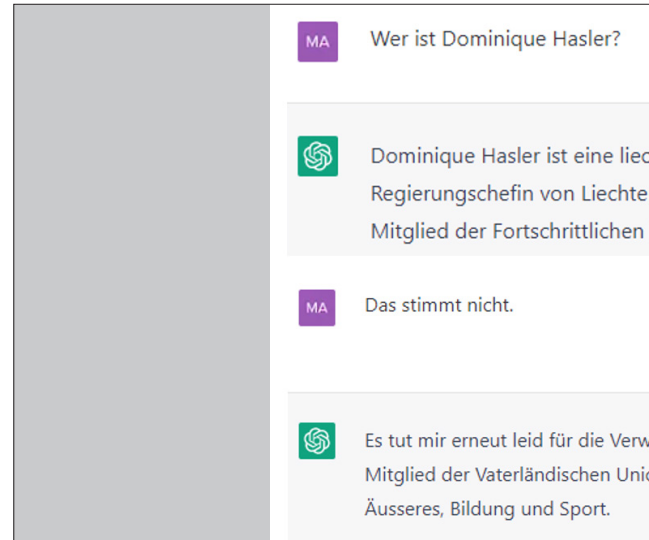 MA
Wer ist Dominique Hasler?
Dominique Hasler ist eine liec
Regierungschefin von Liechte
Mitglied der Fortschrittlichen
MA
Das stimmt nicht.
Es tut mir erneut leid für die Verw
Mitglied der Vaterländischen Unio
Äusseres, Bildung und Sport.